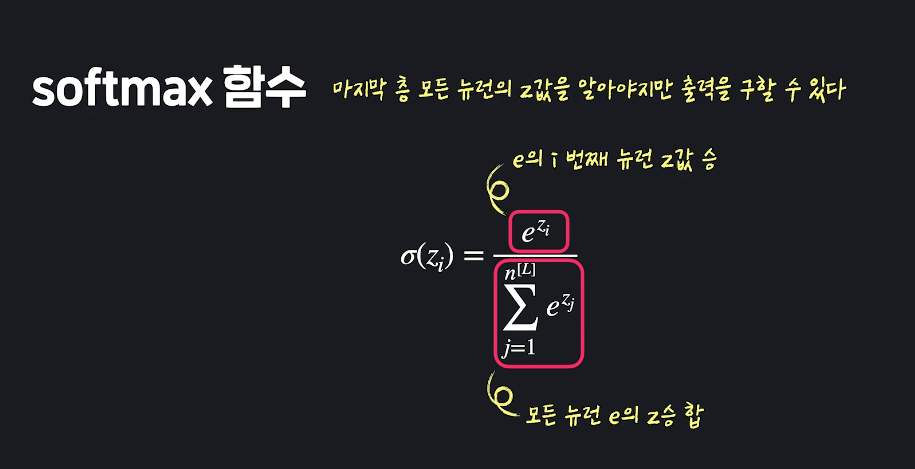 softmax 함수 마지막 층 모든 뉴런의 z값을 알아야지만 출력을 구할 수 있다
e의 i 번째 뉴런 z값 승
σ(z_i) = e^{z_i} / \sum_{j=1}^{n^{[L]}} e^{z_j}
모든 뉴런 e의 z승 합